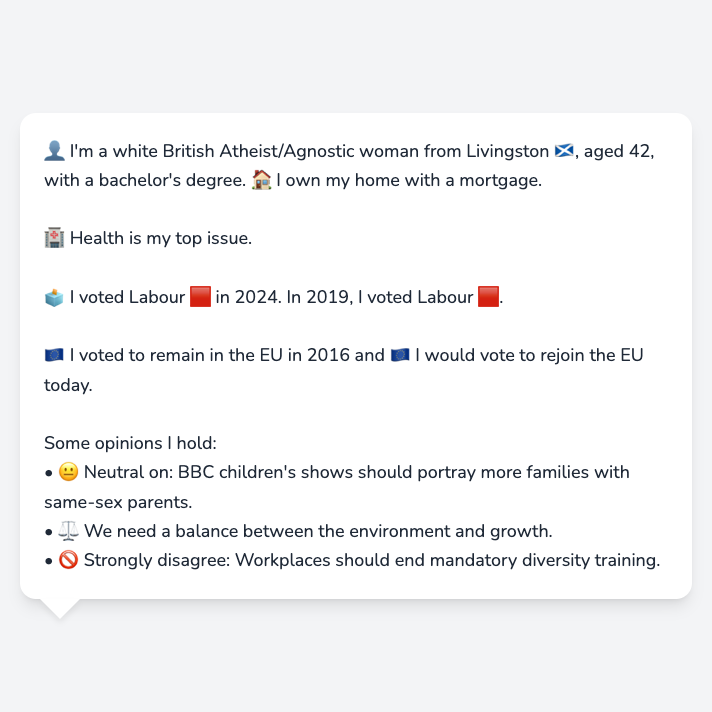 👤 I'm a white British Atheist/Agnostic woman from Livingston 🏴󠁧󠁢󠁳󠁣󠁴󠁿, aged 42,
with a bachelor's degree. 🏠 I own my home with a mortgage.
🏥 Health is my top issue.
🗳️ I voted Labour 🟥 in 2024. In 2019, I voted Labour 🟥.
🇪🇺 I voted to remain in the EU in 2016 and 🇪🇺 I would vote to rejoin the EU
today.
Some opinions I hold:
• 😐 Neutral on: BBC children's shows should portray more families with
same-sex parents.
• ⚖️ We need a balance between the environment and growth.
• 🚫 Strongly disagree: Workplaces should end mandatory diversity training.